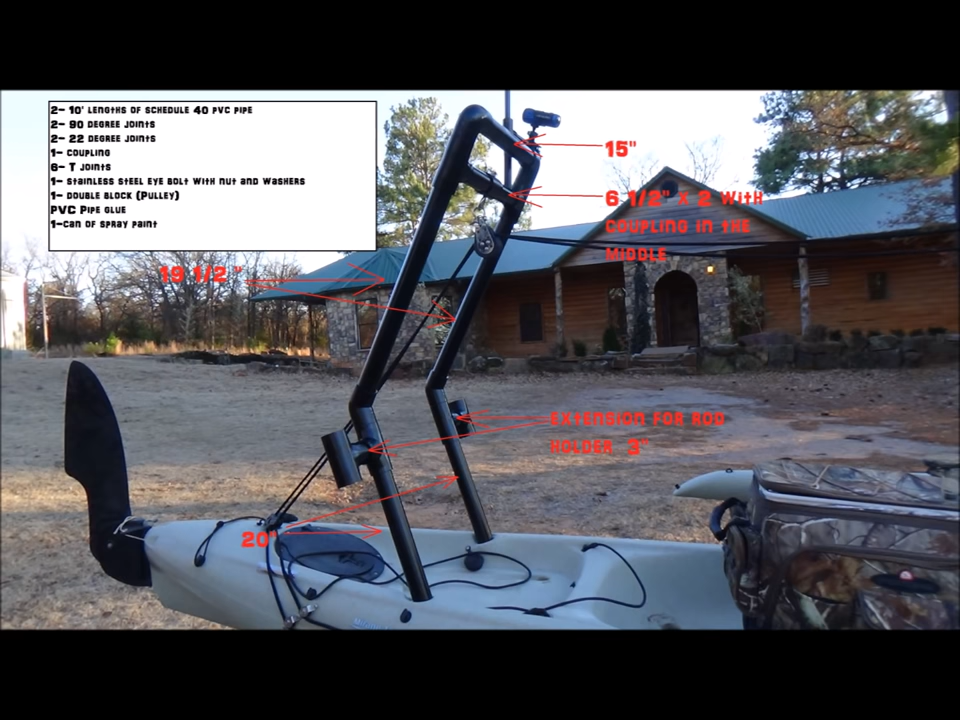 2- 10' LENGTHS OF SCHEDULE 40 PVC PIPE
2- 90 DEGREE JOINTS
2- 22 DEGREE JOINTS
1- COUPLING
6- T JOINTS
1- STAINLESS STEEL EYE BOLT WITH NUT AND WASHERS
1- DOUBLE BLOCK (PULLEY)
PVC PIPE GLUE
1-CAN OF SPRAY PAINT
15"
6 1/2" X 2 WITH
COUPLING IN THE
MIDDLE
19 1/2 "
EXTENSION FOR ROD
HOLDER 3"
20"